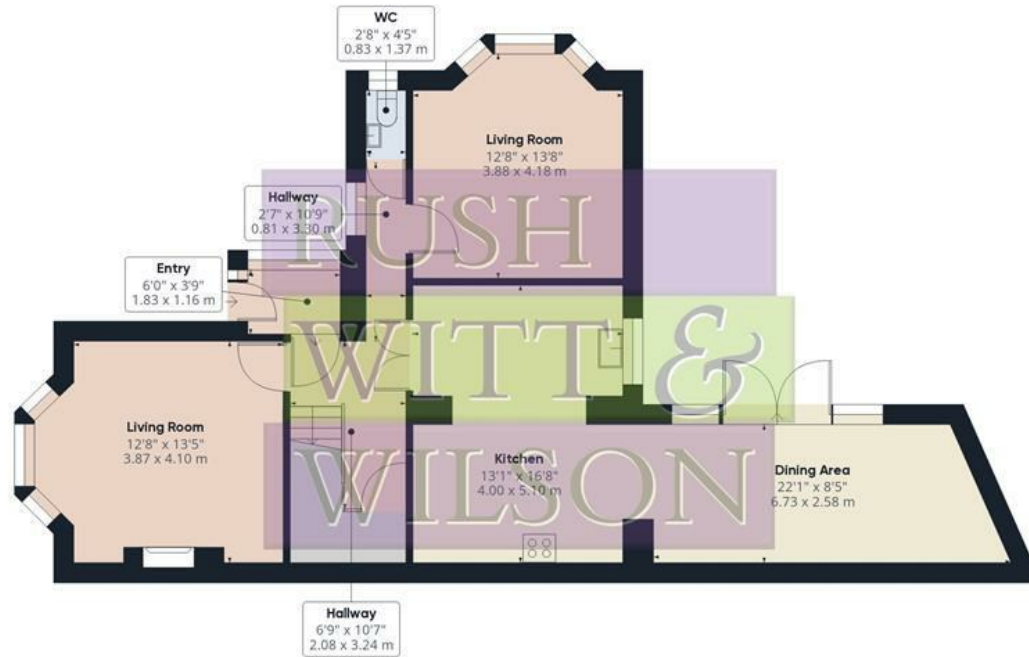 WC
2'8" x 4'5"
0.83 x 1.37 m
Living Room
12'8" x 13'8"
3.88 x 4.18 m
Hallway
2'7" x 10'9"
0.81 x 3.30 m
RUSH
Entry
6'0" x 3'9"
1.83 x 1.16 m
WITT &
Living Room
12'8" x 13'5"
3.87 x 4.10 m
Kitchen
13'1" x 16'8"
4.00 x 5.10 m
Dining Area
22'1" x 8'5"
6.73 x 2.58 m
WILSON
Hallway
6'9" x 10'7"
2.08 x 3.24 m